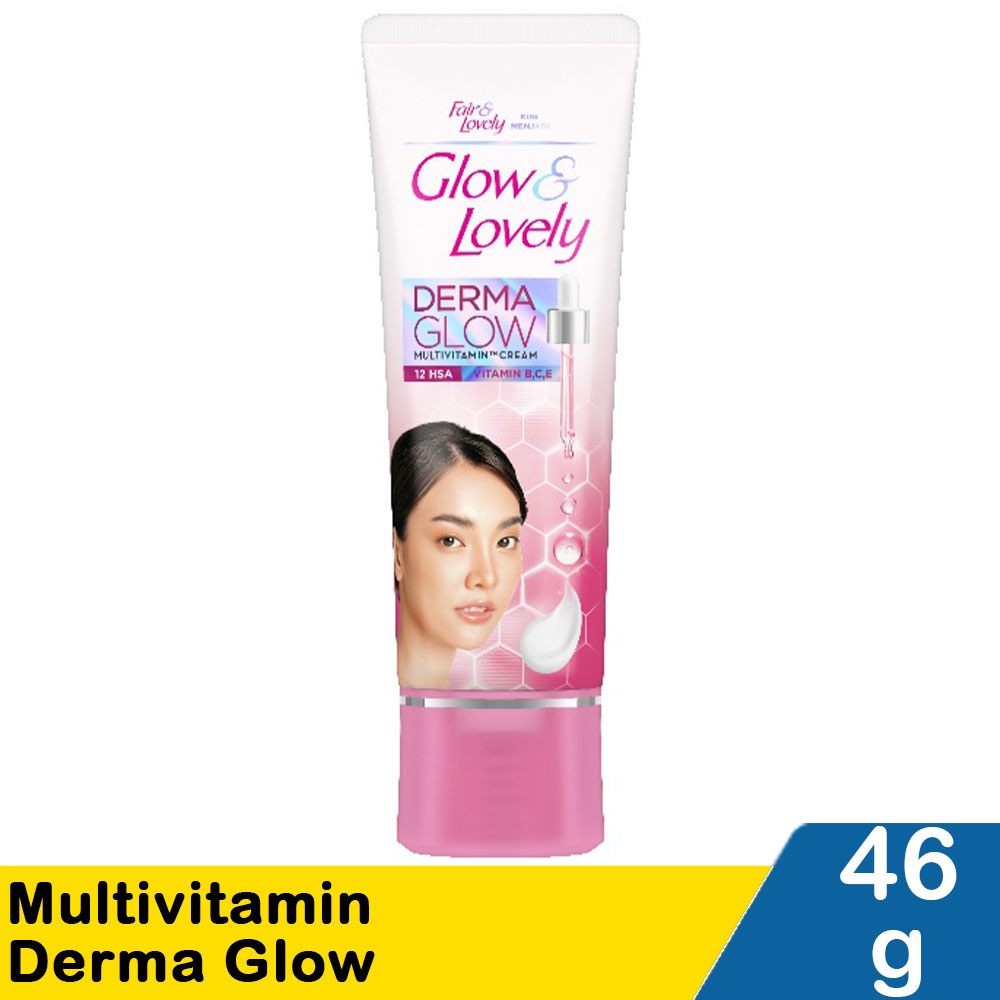 Fair &
Lovely
KINI
MENJADI
Glow &
Lovely
DERMA
GLOW
MULTIVITAMIN™ CREAM
12 HSA VITAMIN B,C,E
Multivitamin
Derma Glow
46
g